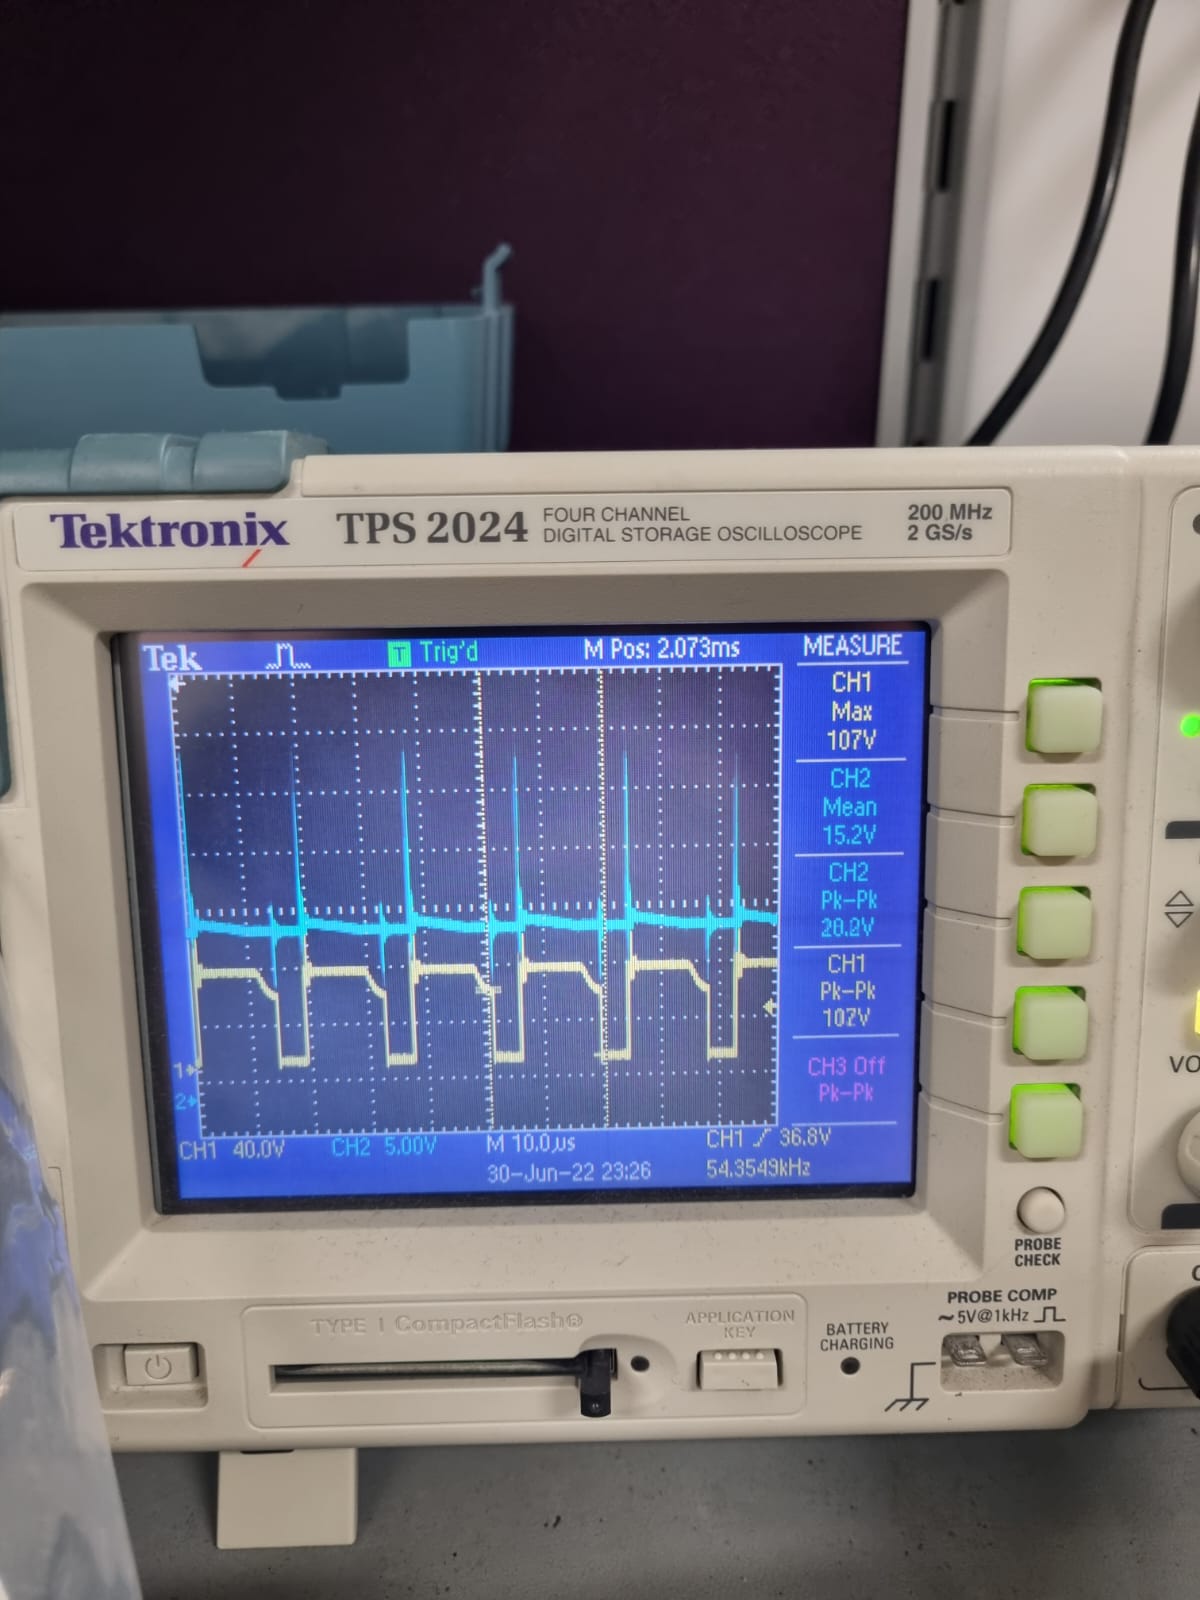 Tektronix TPS 2024 FOUR CHANNEL
DIGITAL STORAGE OSCILLOSCOPE
200 MHz
2 GS/s
Tek T Trig'd M Pos: 2.073ms MEASURE
CH1
Max
107V
CH2
Mean
15.2V
CH2
Pk-Pk
CH1
Pk-Pk
107V
CH3 Off
Pk-Pk
1
2
CH1 40.0V CH2 5.00V M 10.0µs CH1 36.8V
30-Jun-22 23:26 54.3549kHz
PROBE
CHECK
PROBE COMP
~5V@1kHz
TYPE I CompactFlash®
APPLICATION
KEY
BATTERY
CHARGING
VO